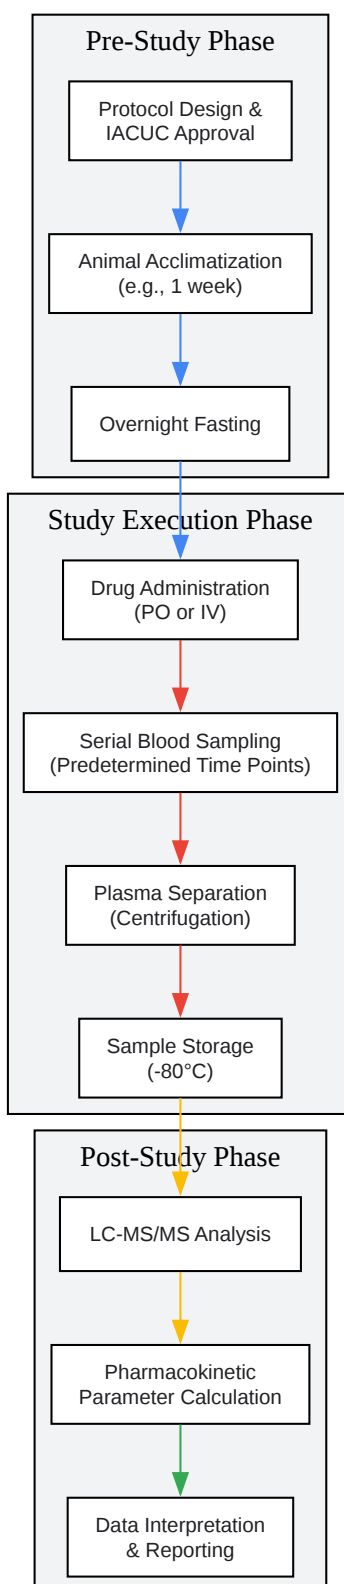 Pre-Study Phase
Protocol Design &
IACUC Approval
Animal Acclimatization
(e.g., 1 week)
Overnight Fasting
Study Execution Phase
Drug Administration
(PO or IV)
Serial Blood Sampling
(Predetermined Time Points)
Plasma Separation
(Centrifugation)
Sample Storage
(-80°C)
Post-Study Phase
LC-MS/MS Analysis
Pharmacokinetic
Parameter Calculation
Data Interpretation
& Reporting